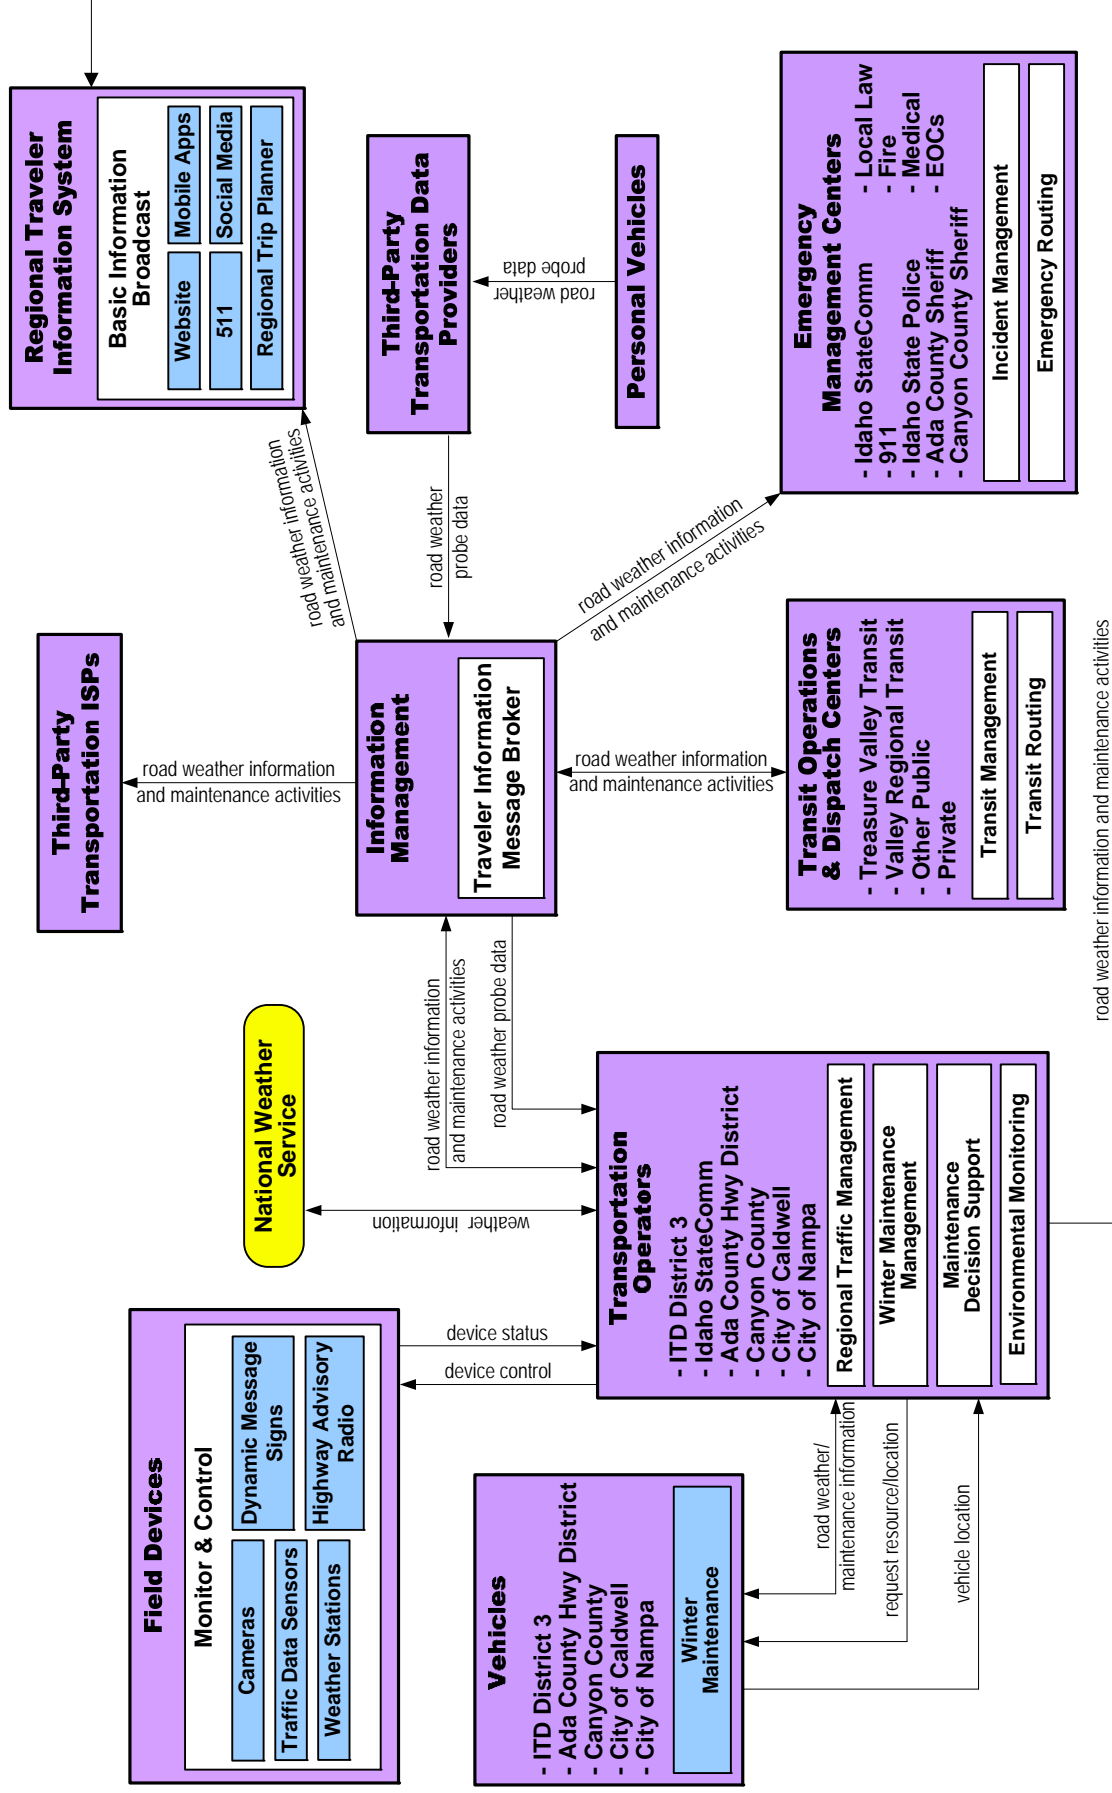 Field Devices
Monitor & Control
Cameras
Dynamic Message
Signs
Traffic Data Sensors
Highway Advisory
Radio
Weather Stations
National Weather
Service
Third-Party
Transportation ISPs
Regional Traveler
Information System
Basic Information
Broadcast
Website
Mobile Apps
511
Social Media
Regional Trip Planner
device status
device control
weather information
road weather information
and maintenance activities
road weather probe data
road weather information
and maintenance activities
road weather information
and maintenance activities
Information
Management
Traveler Information
Message Broker
road weather
probe data
Third-Party
Transportation Data
Providers
road weather
probe data
Personal Vehicles
Vehicles
- ITD District 3
- Ada County Hwy District
- Canyon County
- City of Caldwell
- City of Nampa
Winter
Maintenance
road weather/
maintenance information
request resource/location
vehicle location
Transportation
Operators
- ITD District 3
- Idaho StateComm
- Ada County Hwy District
- Canyon County
- City of Caldwell
- City of Nampa
Regional Traffic Management
Winter Maintenance
Management
Maintenance
Decision Support
Environmental Monitoring
road weather information
and maintenance activities
Transit Operations
& Dispatch Centers
- Treasure Valley Transit
- Valley Regional Transit
- Other Public
- Private
Transit Management
Transit Routing
road weather information
and maintenance activities
Emergency
Management Centers
- Idaho StateComm
- Local Law
- 911
- Fire
- Idaho State Police
- Medical
- Ada County Sheriff
- EOCs
- Canyon County Sheriff
Incident Management
Emergency Routing
road weather information and maintenance activities